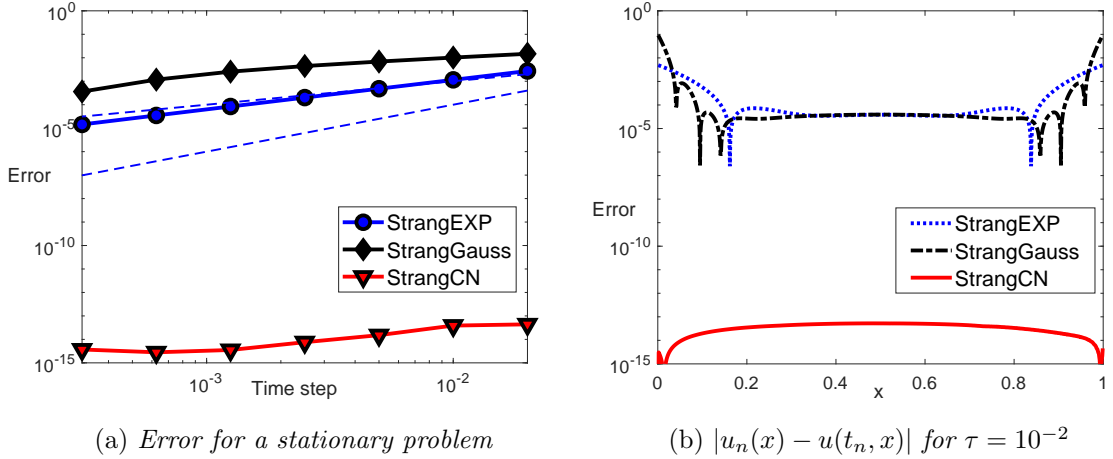 10^0
10^-5
Error
10^-10
10^-15
StrangEXP
StrangGauss
StrangCN
10^-3
Time step
10^-2
(a) Error for a stationary problem
10^0
10^-5
Error
10^-10
10^-15
StrangEXP
StrangGauss
StrangCN
0
0.2
0.4
0.6
0.8
1
x
(b) |u_n(x) − u(t_n, x)| for τ = 10^-2